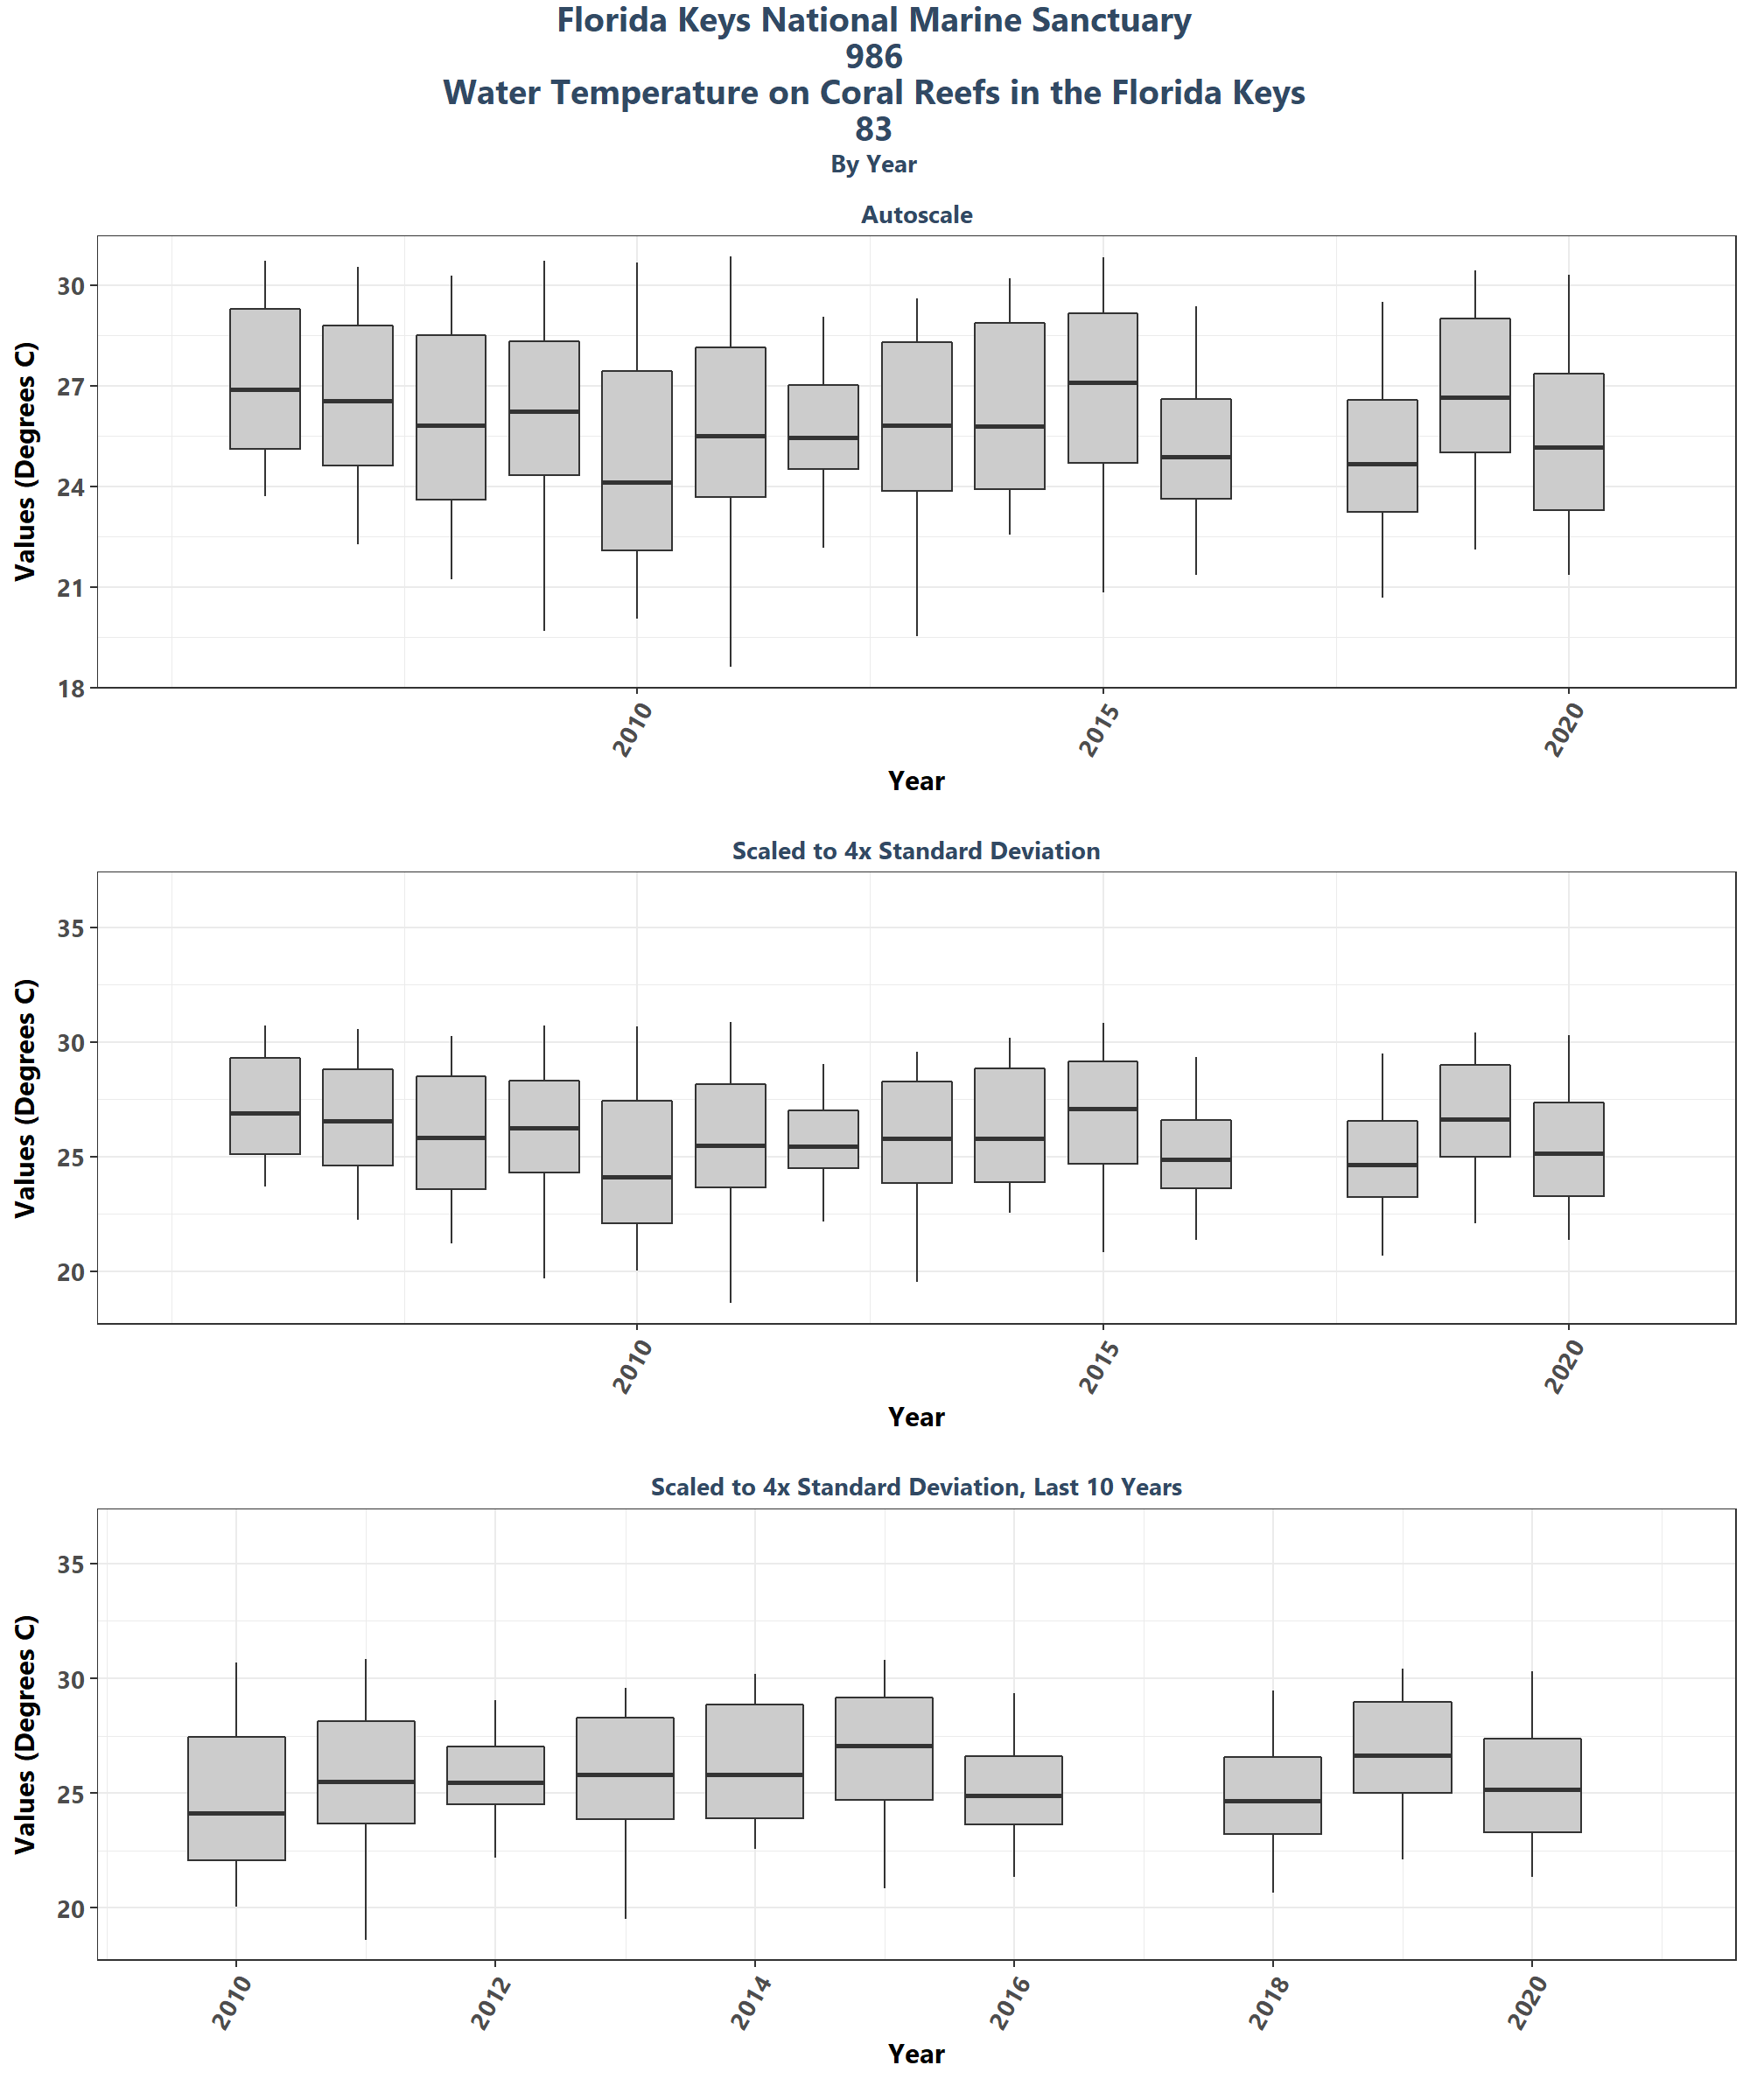 Florida Keys National Marine Sanctuary
986
Water Temperature on Coral Reefs in the Florida Keys
83
By Year
Autoscale
Values (Degrees C)
30
27
24
21
18
2010
2015
2020
Year
Scaled to 4x Standard Deviation
Values (Degrees C)
35
30
25
20
2010
2015
2020
Year
Scaled to 4x Standard Deviation, Last 10 Years
Values (Degrees C)
35
30
25
20
2010
2012
2014
2016
2018
2020
Year